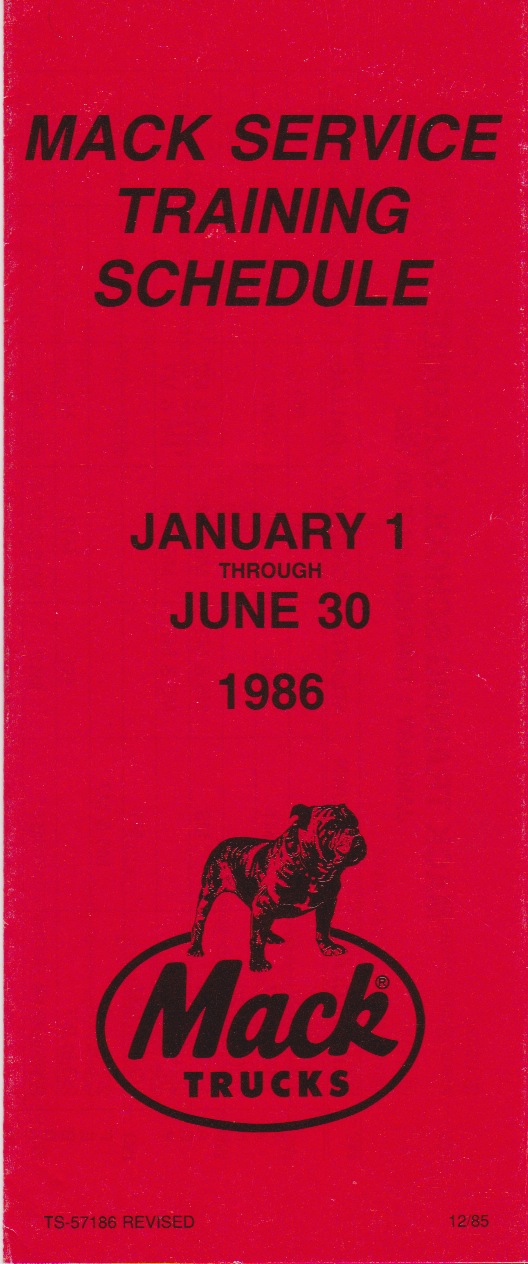 MACK SERVICE
TRAINING
SCHEDULE
JANUARY 1
THROUGH
JUNE 30
1986
Mack®
TRUCKS
TS-57186 REVISED 12/85